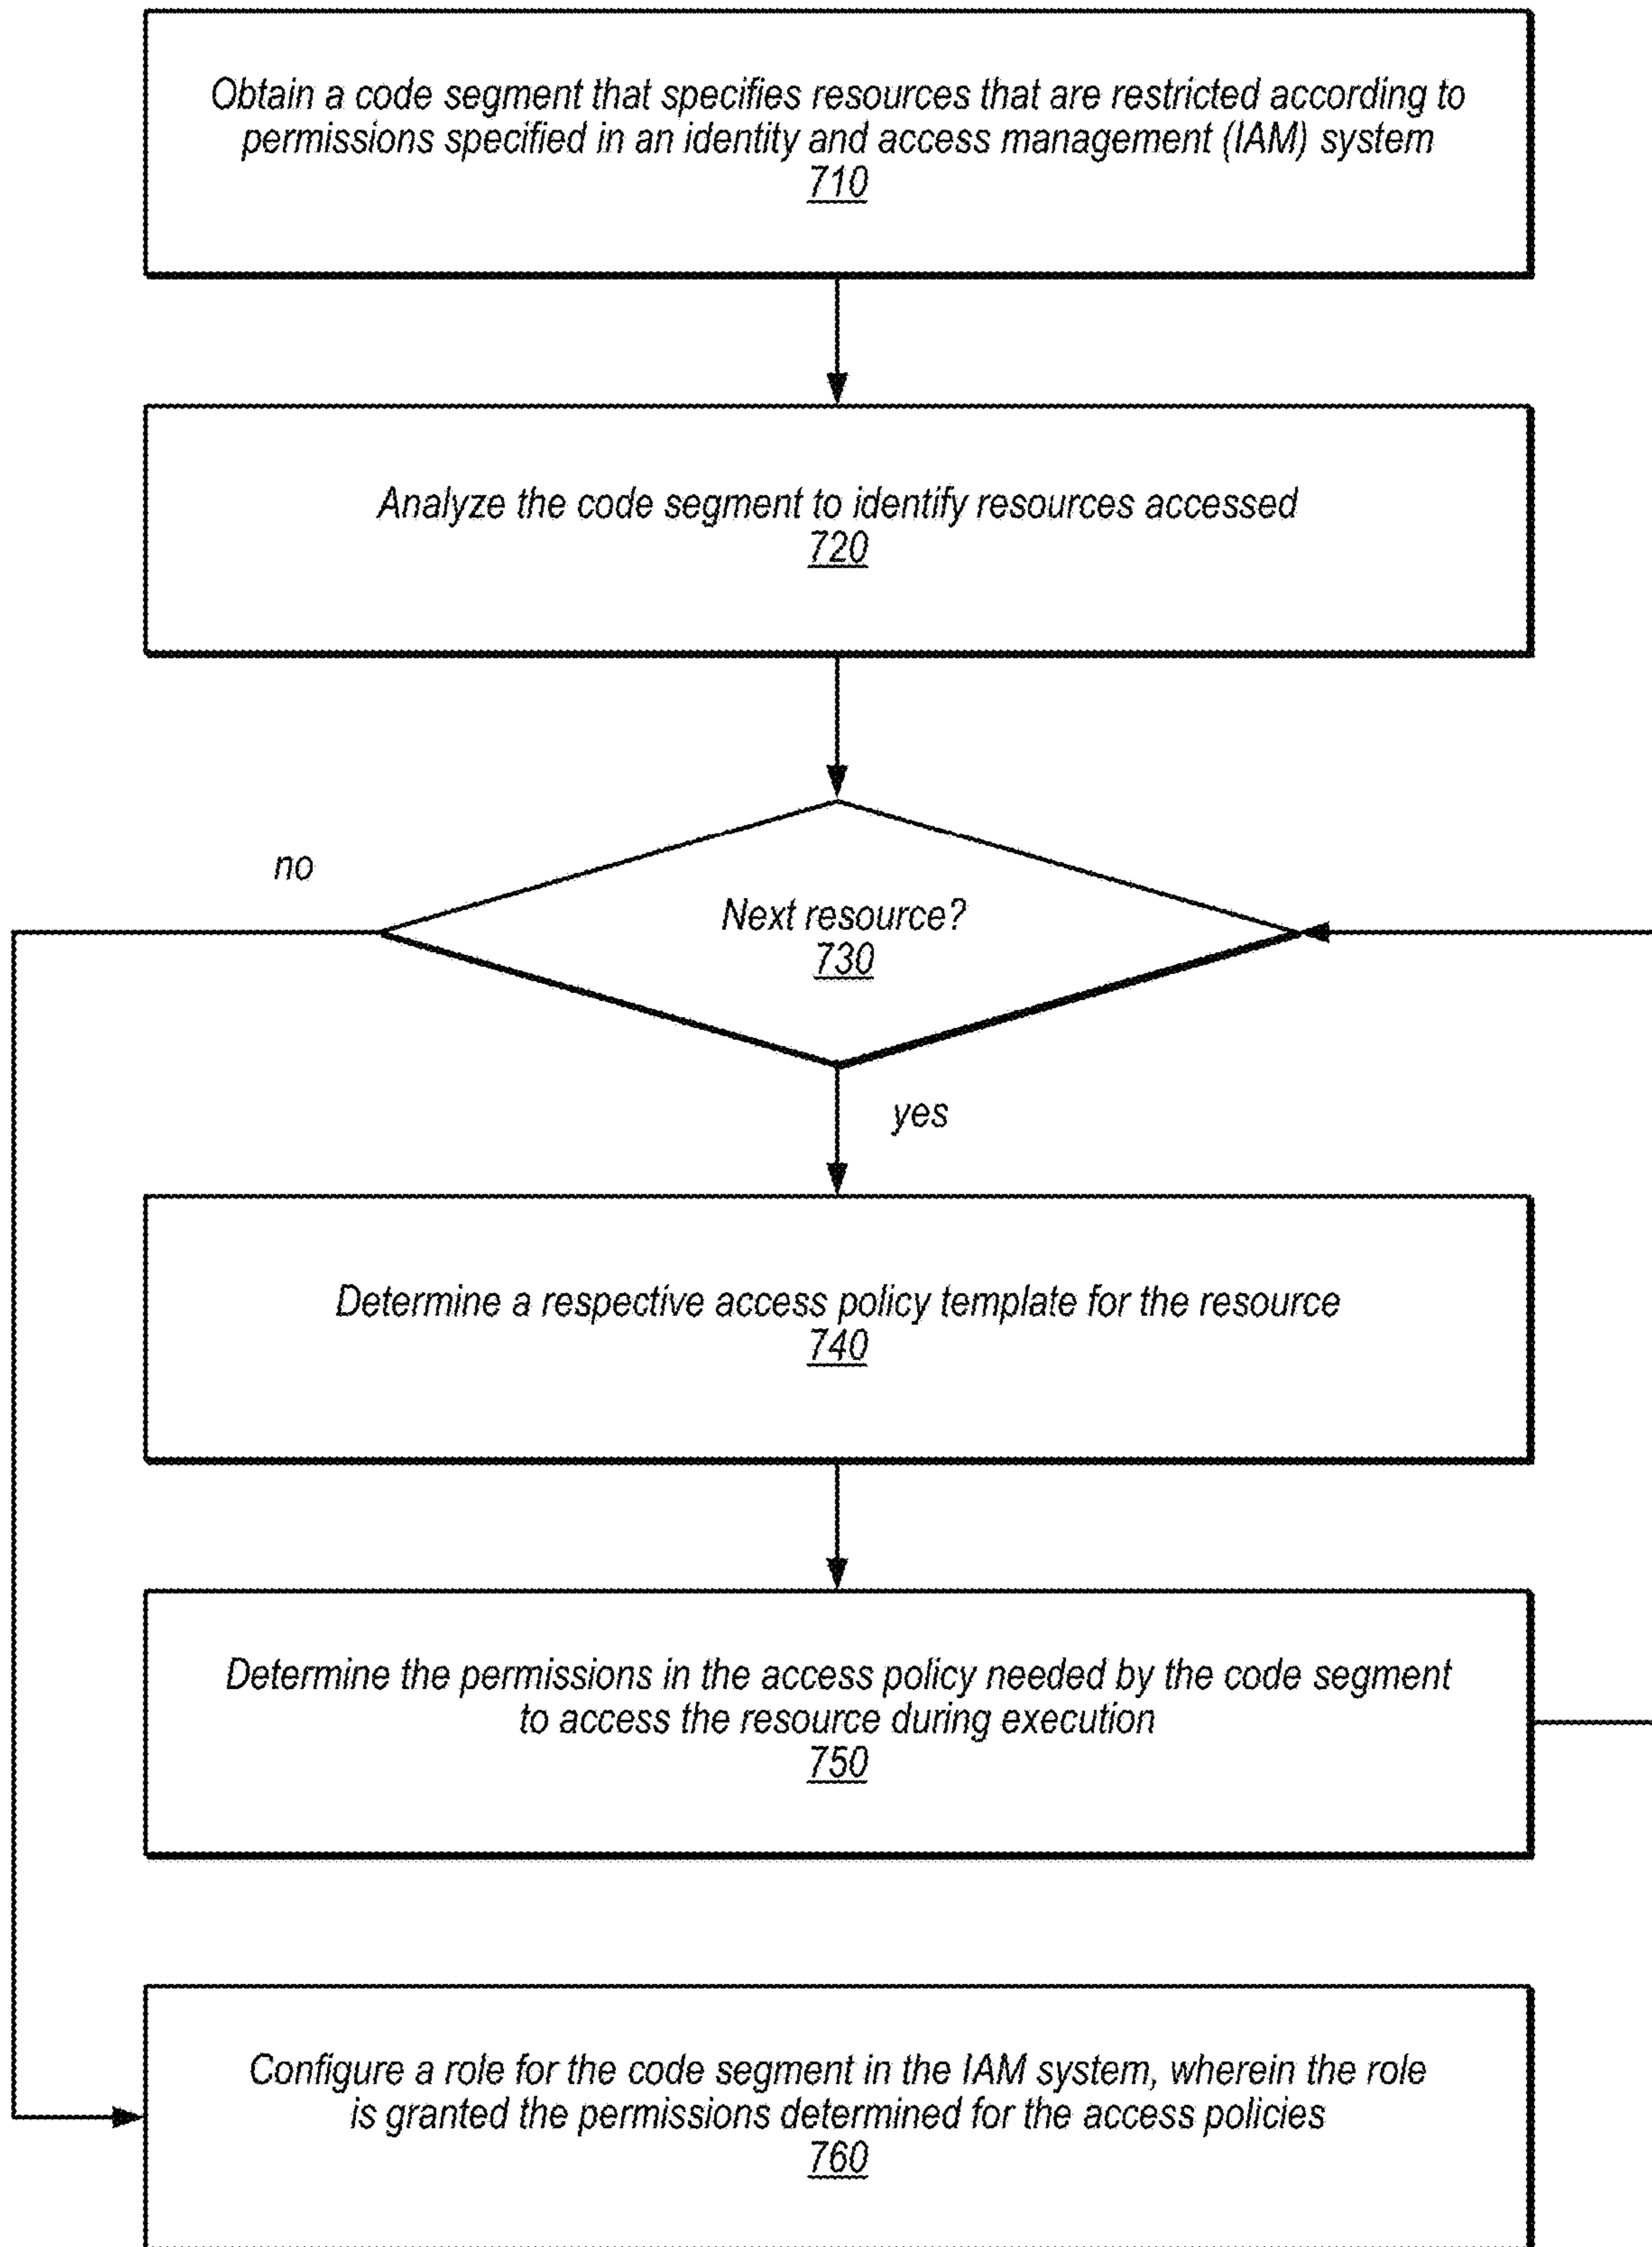 Obtain a code segment that specifies resources that are restricted according to
permissions specified in an identity and access management (IAM) system
710
Analyze the code segment to identify resources accessed
720
no
Next resource?
730
yes
Determine a respective access policy template for the resource
740
Determine the permissions in the access policy needed by the code segment
to access the resource during execution
750
Configure a role for the code segment in the IAM system, wherein the role
is granted the permissions determined for the access policies
760